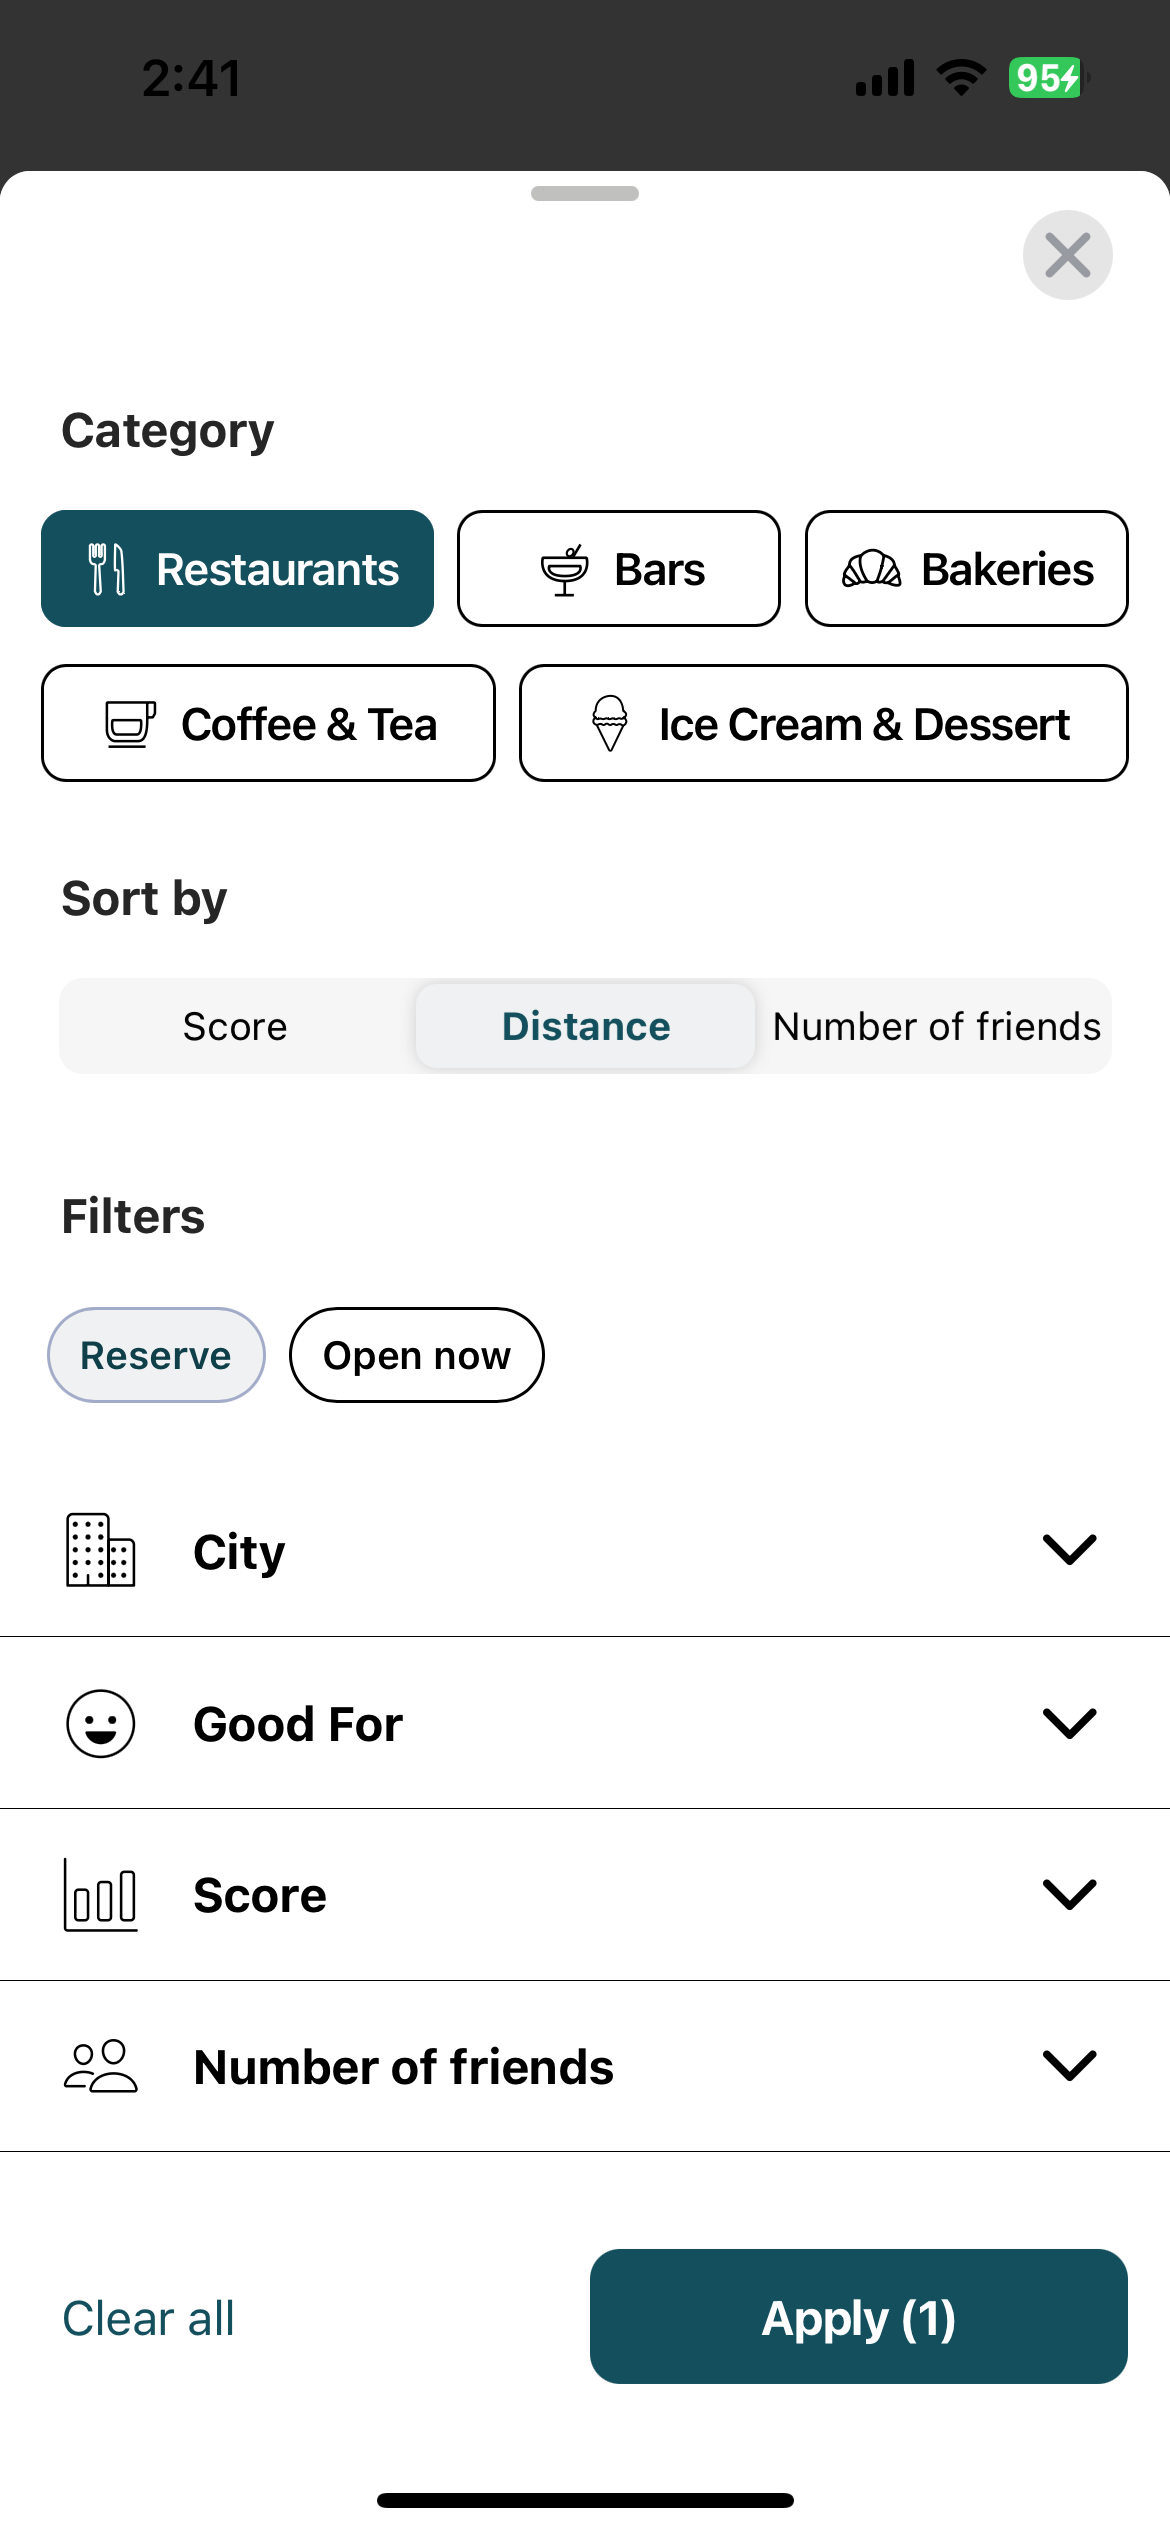 2:41
95
Category
Restaurants
Bars
Bakeries
Coffee & Tea
Ice Cream & Dessert
Sort by
Score
Distance
Number of friends
Filters
Reserve
Open now
City
Good For
Score
Number of friends
Clear all
Apply (1)